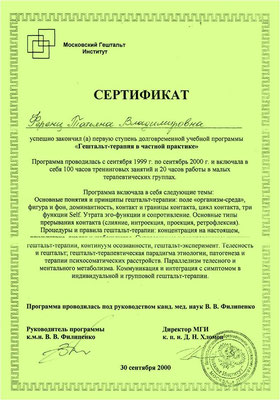 Московский Гештальт
Институт
СЕРТИФИКАТ
Татьяна Владимировна
успешно закончил (а) первую ступень долговременной учебной программы
«Гештальт-терапия в частной практике»
Программа проводилась с сентября 1999 г. по сентябрь 2000 г. и включала в
себя 100 часов тренинговых занятий и 20 часов работы в малых
терапевтических группах.
Программа включала в себя следующие темы:
Основные понятия и принципы гештальт-терапии: поле «организм-среда»,
фигура и фон, доминантность, контакт и границы контакта, цикл контакта, три
функции Self. Утрата эго-функции и сопротивление. Основные типы
прерывания контакта (слияние, интроекция, проекция, ретрофлексия).
Процедуры и правила гештальт-терапии: концентрация на настоящем,
гештальт-терапии, континуум осознанности, гештальт-эксперимент. Телесность
и гештальт; гештальт-терапевтическая парадигма этиологии, патогенеза и
терапии психосоматических расстройств. Параллелизм телесного и
ментального метаболизма. Коммуникация и интеграция с симптомом в
индивидуальной и групповой гештальт-терапии.
Программа проводилась под руководством канд. мед. наук В. В. Филипенко
Руководитель программы
к.м.н. В. В. Филипенко
Директор МГИ
к. п. н. Д. Н. Хломов
30 сентября 2000